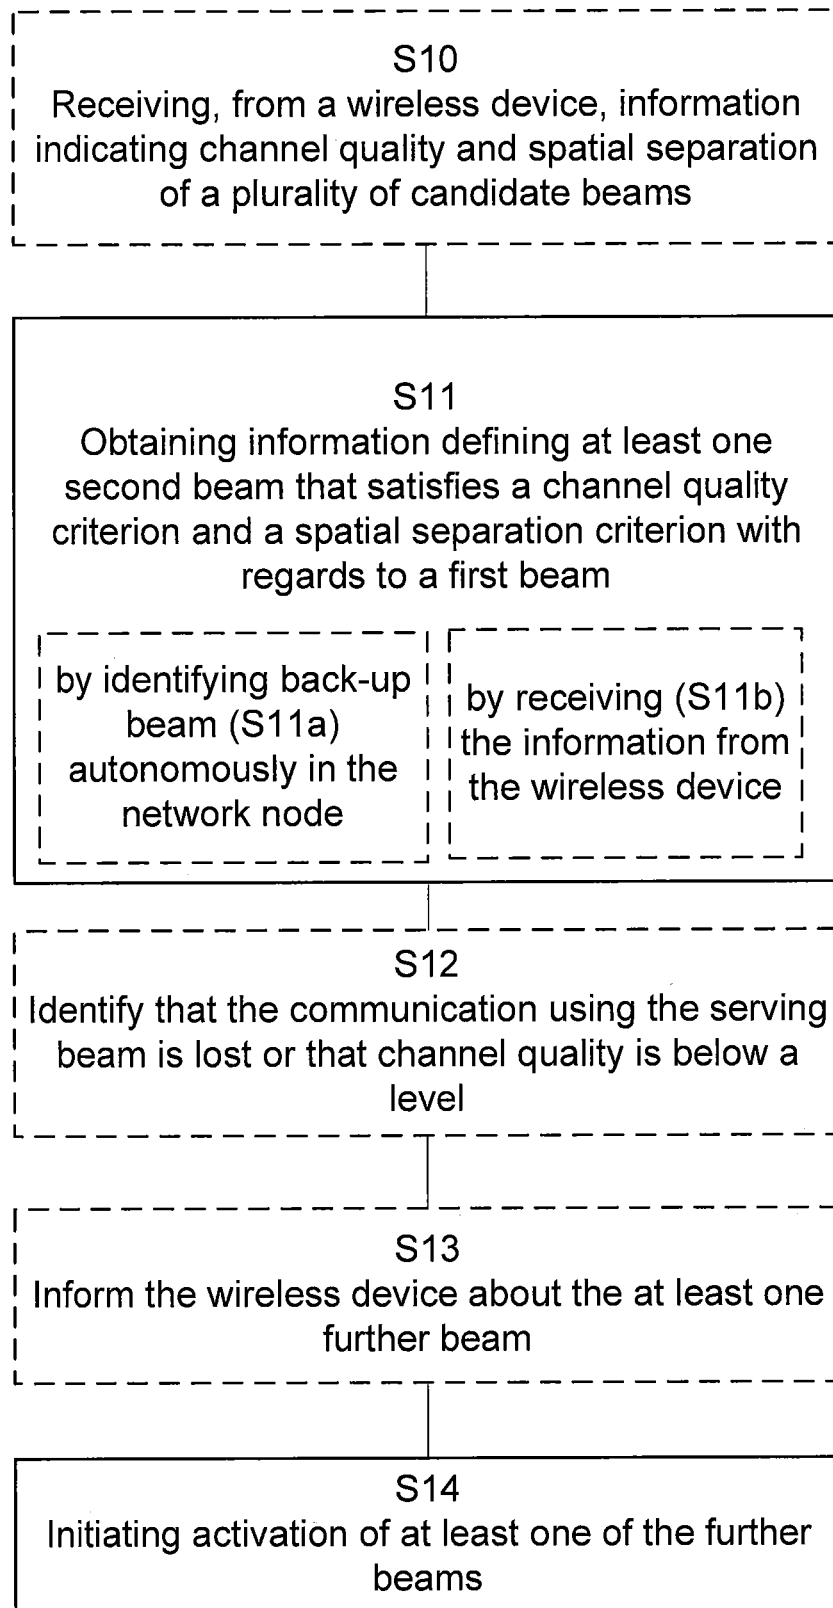 S10
Receiving, from a wireless device, information
indicating channel quality and spatial separation
of a plurality of candidate beams
S11
Obtaining information defining at least one
second beam that satisfies a channel quality
criterion and a spatial separation criterion with
regards to a first beam
by identifying back-up
beam (S11a)
autonomously in the
network node
by receiving (S11b)
the information from
the wireless device
S12
Identify that the communication using the serving
beam is lost or that channel quality is below a
level
S13
Inform the wireless device about the at least one
further beam
S14
Initiating activation of at least one of the further
beams